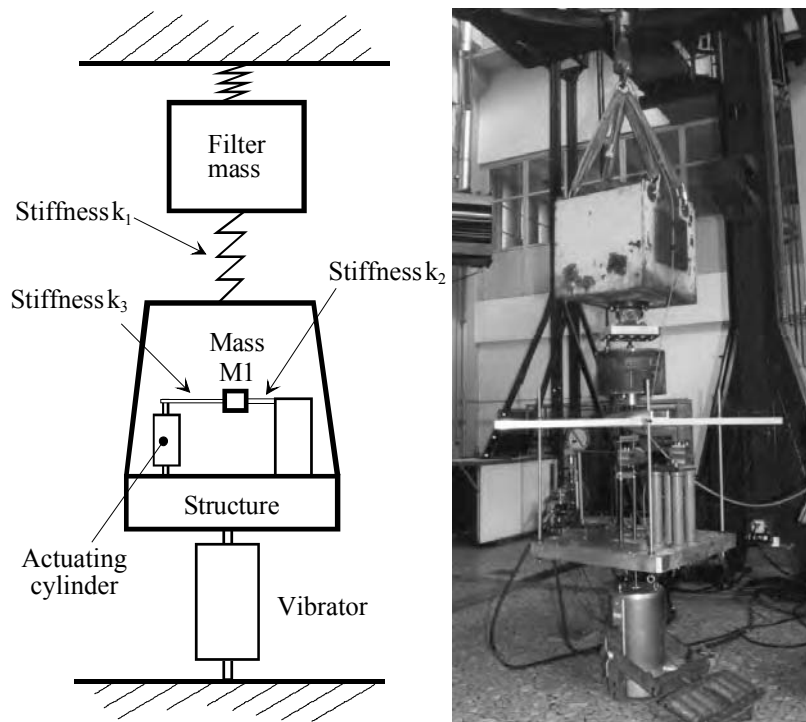 Filter
mass
Stiffness k₁
Stiffness k₂
Stiffness k₃
Mass
M1
Structure
Actuating
cylinder
Vibrator